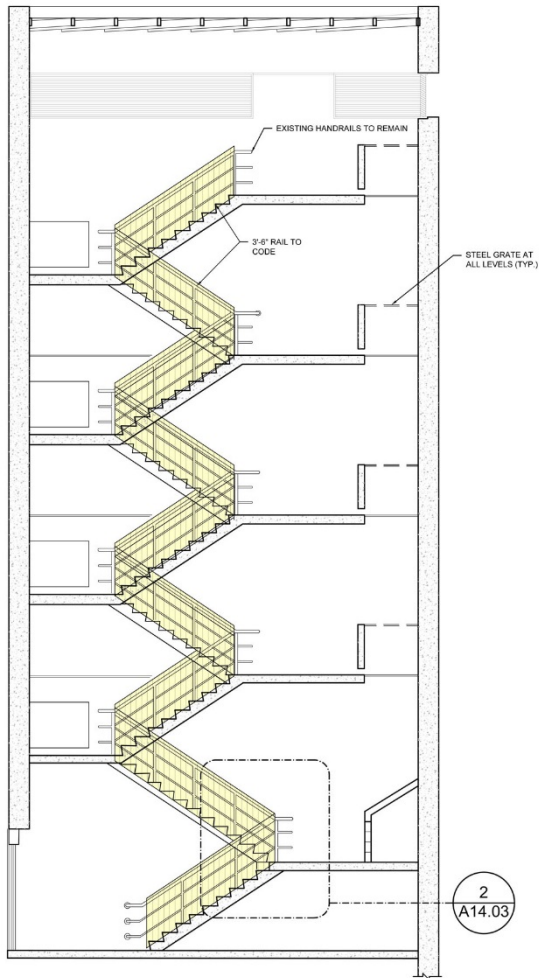 EXISTING HANDRAILS TO REMAIN
3'-6" RAIL TO
CODE
STEEL GRATE AT
ALL LEVELS (TYP.)
2
A14.03